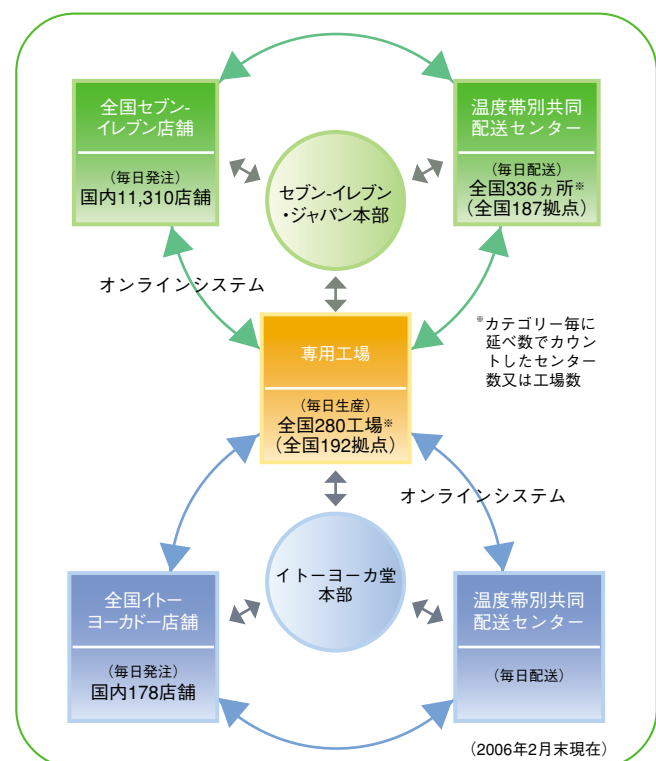 全国セブン-
イレブン店舗
（毎日発注）
国内11,310店舗
温度帯別共同
配送センター
（毎日配送）
全国336ヵ所※
（全国187拠点）
セブン-イレブン
・ジャパン本部
オンラインシステム
専用工場
（毎日生産）
全国280工場※
（全国192拠点）
※カテゴリー毎に
延べ数でカウン
トしたセンター
数又は工場数
オンラインシステム
イトーヨーカ堂
本部
全国イトー
ヨーカドー店舗
（毎日発注）
国内178店舗
温度帯別共同
配送センター
（毎日配送）
（2006年2月末現在）